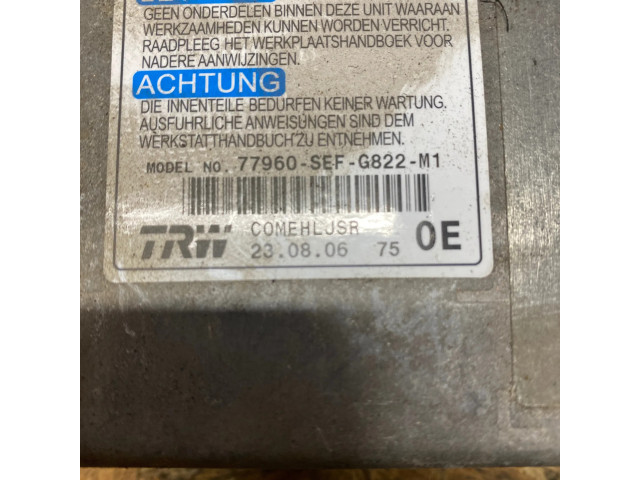 GEEN ONDERDELEN BINNEN DEZE UNIT WAARAAN
WERKZAAMHEDEN KUNNEN WORDEN VERRICHT.
RAADPLEEG HET WERKPLAATSHANDBOEK VOOR
NADERE AANWIJZINGEN.
ACHTUNG
DIE INNENTEILE BEDÜRFEN KEINER WARTUNG.
AUSFÜHRLICHE ANWEISUNGEN SIND DEM
WERKSTATTHANDBUCH ZU ENTNEHMEN.
MODEL NO. 77960-SEF-G822-M1
TRW COMEHLJSR 0E
23.08.06 75